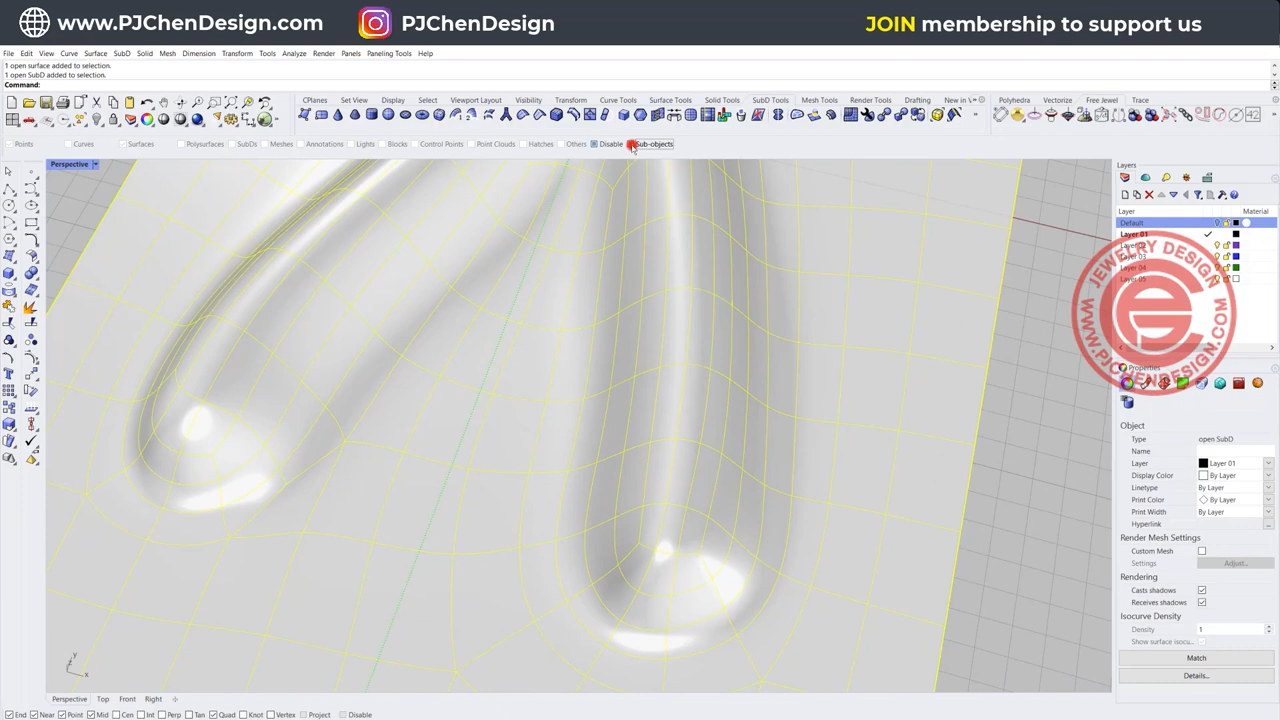 www.PJChenDesign.com PJChenDesign JOIN membership to support us
File Edit View Curve Surface SubD Solid Mesh Dimension Transform Tools Analyze Render Panels Paneling Tools Help
1 open surface added to selection.
1 open SubD added to selection.
Command:
CPlanes Set View Display Select Viewport Layout Visibility Transform Curve Tools Surface Tools Solid Tools SubD Tools Mesh Tools Render Tools Drafting New in V Polyhedra Vectorize Free Jewel Trace
Points Curves Surfaces Polysurfaces SubDs Meshes Annotations Lights Blocks Control Points Point Clouds Hatches Others Disable Sub-objects
Perspective
Layers
Layer Material
Default
Layer 01
JEWELRY DESIGN
WWW.PJCHENDESIGN.COM
Properties
Object
Type open SubD
Name
Layer Layer 01
Display Color By Layer
Linetype By Layer
Print Color By Layer
Print Width By Layer
Hyperlink ...
Render Mesh Settings
Custom Mesh
Settings Adjust...
Rendering
Casts shadows
Receives shadows
Isocurve Density
Density 1
Show surface isocu...
Match
Details...
y
z x
Perspective Top Front Right
End Near Point Mid Cen Int Perp Tan Quad Knot Vertex Project Disable